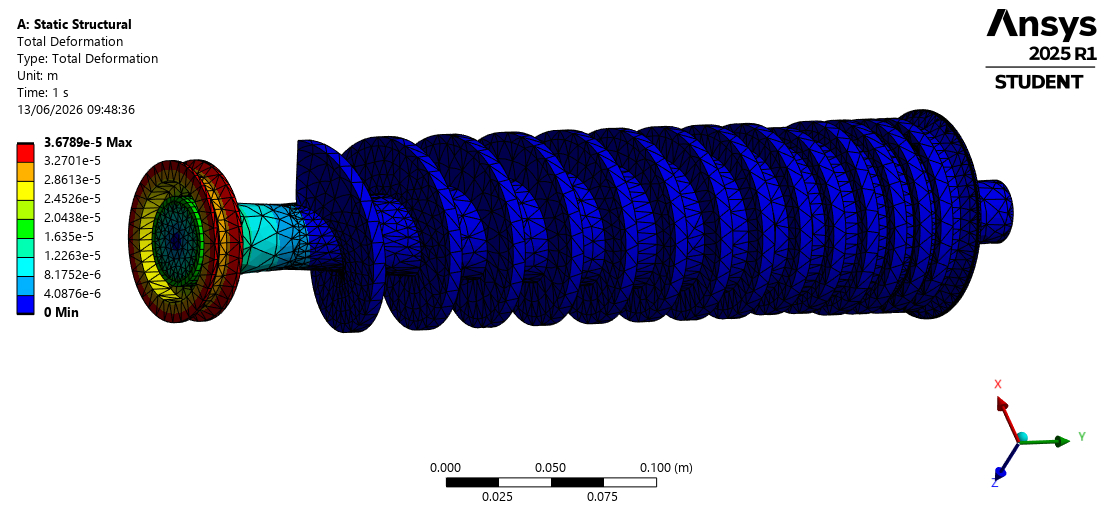 A: Static Structural
Total Deformation
Type: Total Deformation
Unit: m
Time: 1 s
13/06/2026 09:48:36
3.6789e-5 Max
3.2701e-5
2.8613e-5
2.4526e-5
2.0438e-5
1.635e-5
1.2263e-5
8.1752e-6
4.0876e-6
0 Min
Ansys
2025 R1
STUDENT
X
Y
Z
0.000 0.050 0.100 (m)
0.025 0.075